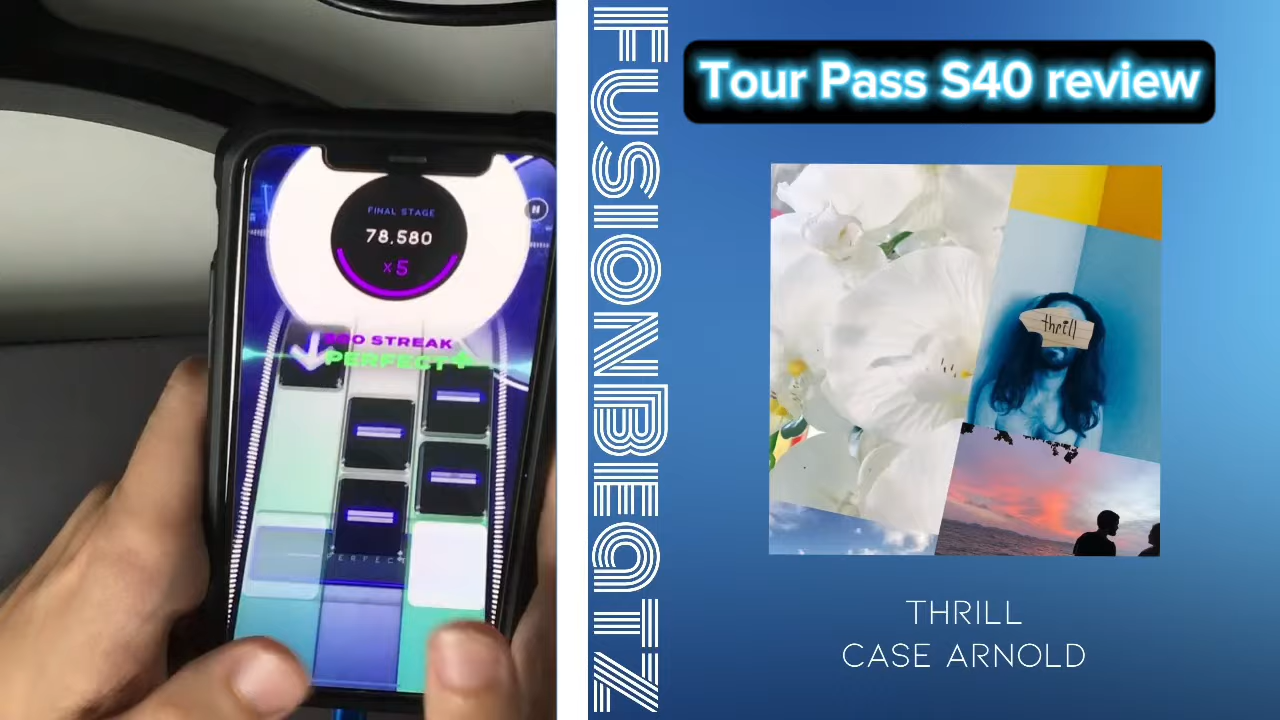 FINAL STAGE
78,580
x5
STREAK
PERFECT+
FUSIONBEATZ
Tour Pass S40 review
thrill
THRILL
CASE ARNOLD